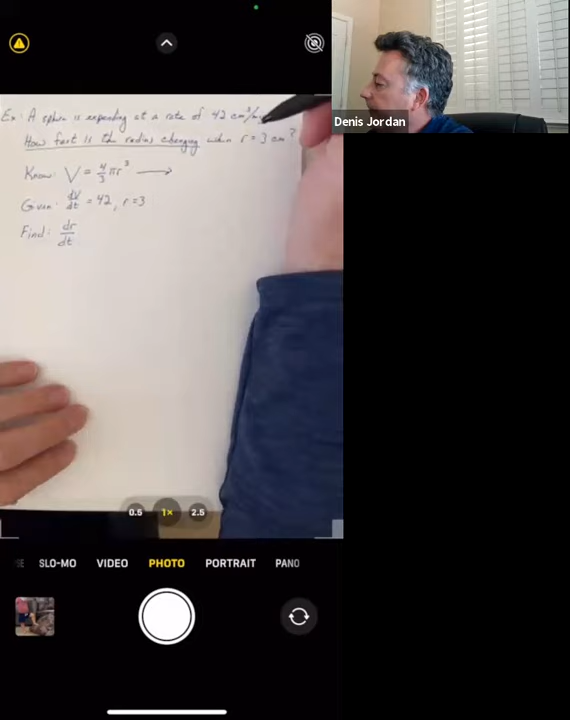 Denis Jordan
Ex: A sphere is expanding at a rate of 42 cm³/
How fast is the radius changing when r = 3 cm?
Know: V = 4/3 πr³ →
Given: dV/dt = 42, r = 3
Find: dr/dt
0.5 1× 2.5
SLO-MO VIDEO PHOTO PORTRAIT PANO